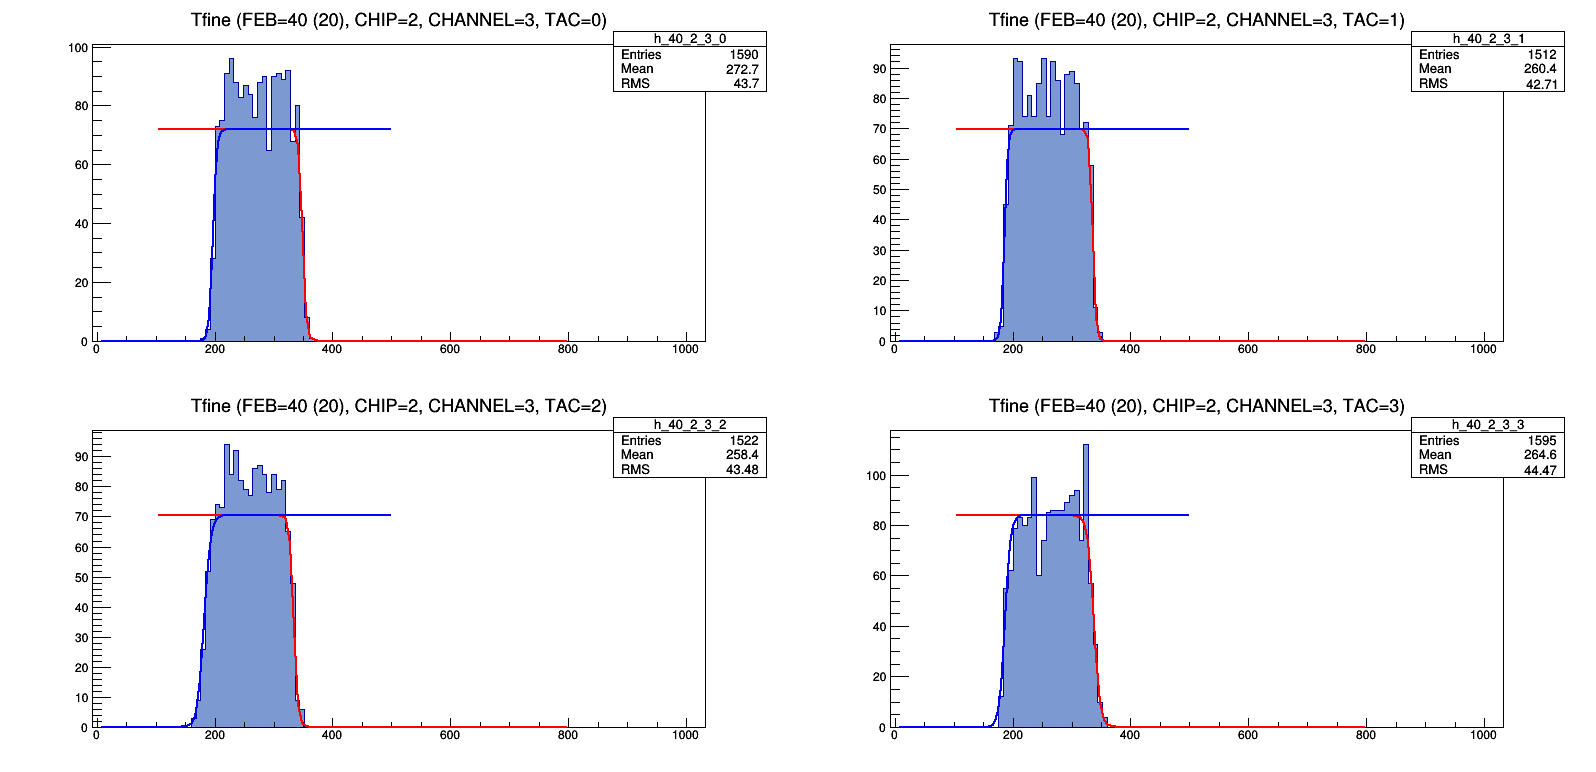 Tfine (FEB=40 (20), CHIP=2, CHANNEL=3, TAC=0)
h_40_2_3_0
Entries 1590
Mean 272.7
RMS 43.7
100
80
60
40
20
0
0 200 400 600 800 1000
Tfine (FEB=40 (20), CHIP=2, CHANNEL=3, TAC=1)
h_40_2_3_1
Entries 1512
Mean 260.4
RMS 42.71
90
80
70
60
50
40
30
20
10
0
0 200 400 600 800 1000
Tfine (FEB=40 (20), CHIP=2, CHANNEL=3, TAC=2)
h_40_2_3_2
Entries 1522
Mean 258.4
RMS 43.48
90
80
70
60
50
40
30
20
10
0
0 200 400 600 800 1000
Tfine (FEB=40 (20), CHIP=2, CHANNEL=3, TAC=3)
h_40_2_3_3
Entries 1595
Mean 264.6
RMS 44.47
100
80
60
40
20
0
0 200 400 600 800 1000